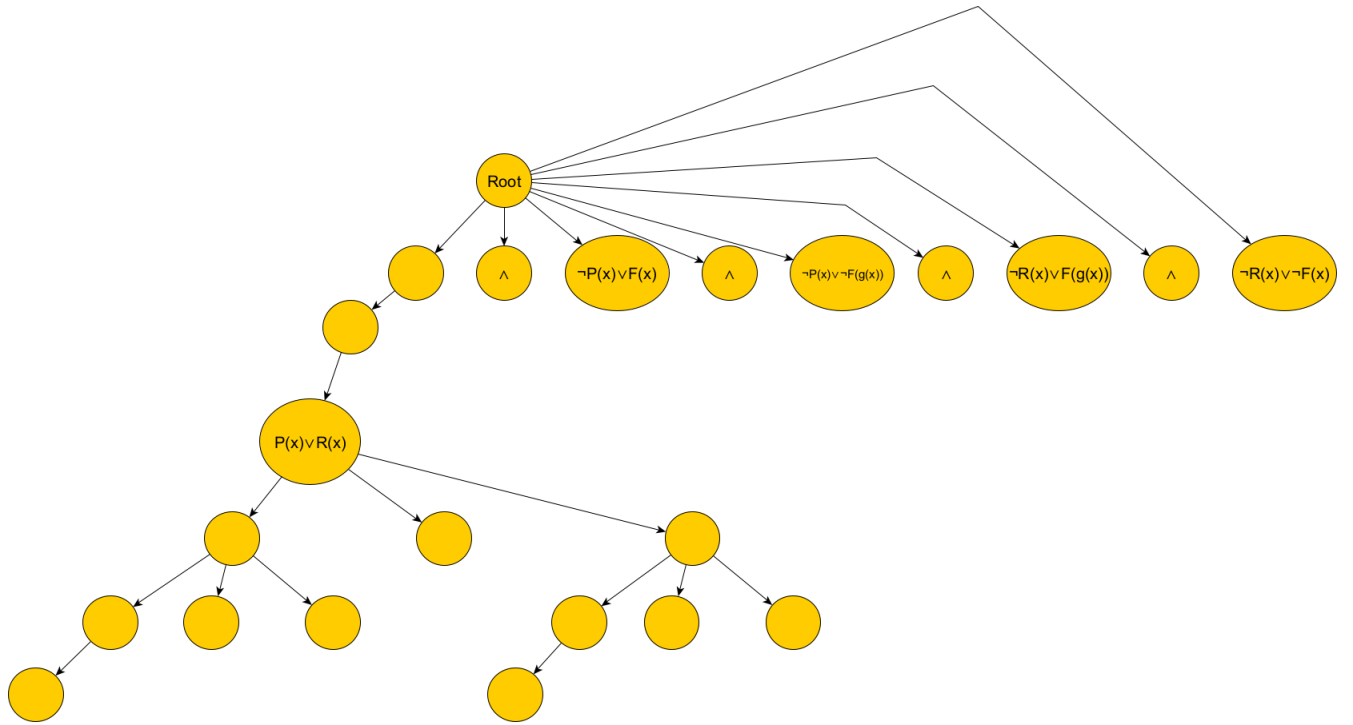 Root
∧
¬P(x)∨F(x)
∧
¬P(x)∨¬F(g(x))
∧
¬R(x)∨F(g(x))
∧
¬R(x)∨¬F(x)
P(x)∨R(x)